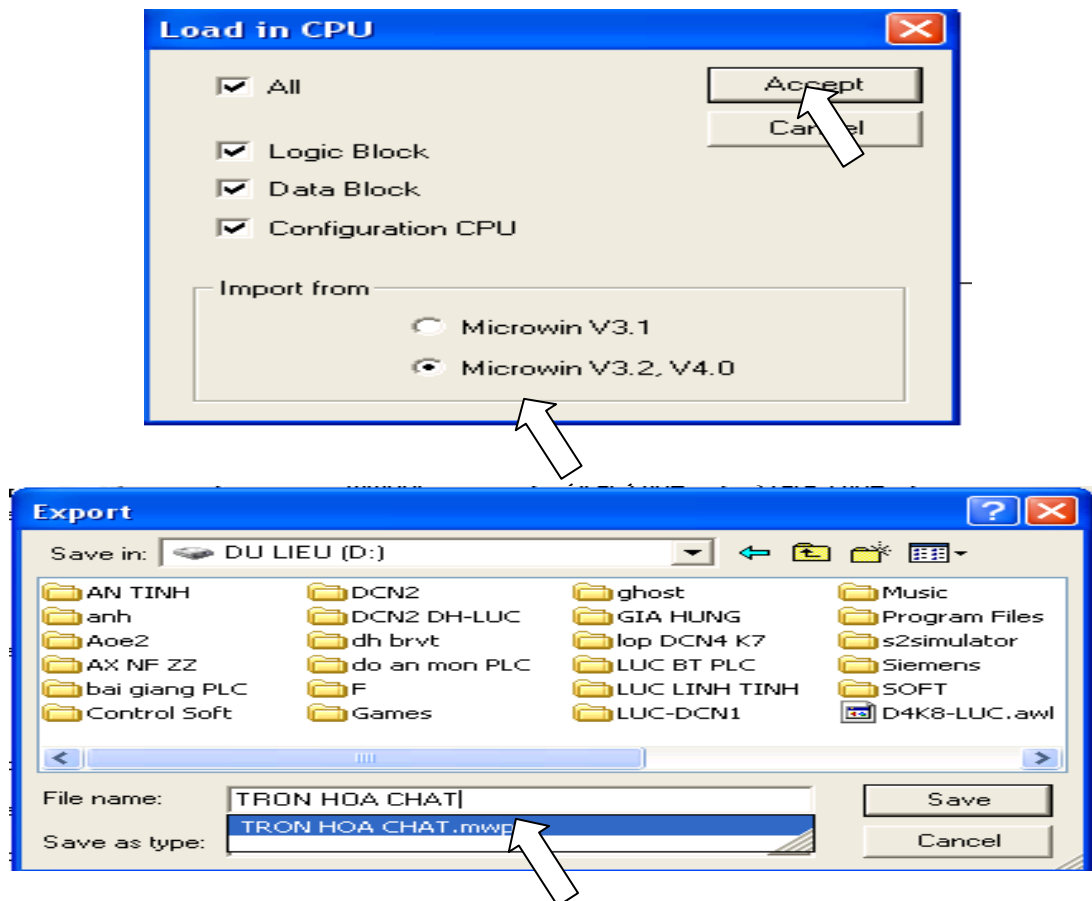 Load in CPU
All
Accept
Cancel
Logic Block
Data Block
Configuration CPU
Import from
Microwin V3.1
Microwin V3.2, V4.0
Export
Save in: DU LIEU (D:)
AN TINH DCN2 ghost Music
anh DCN2 DH-LUC GIA HUNG Program Files
Aoe2 dh brvt lop DCN4 K7 s2simulator
AX NF ZZ do an mon PLC LUC BT PLC Siemens
bai giang PLC F LUC LINH TINH SOFT
Control Soft Games LUC-DCN1 D4K8-LUC.awl
File name: TRON HOA CHAT Save
TRON HOA CHAT.mwp
Save as type: Cancel